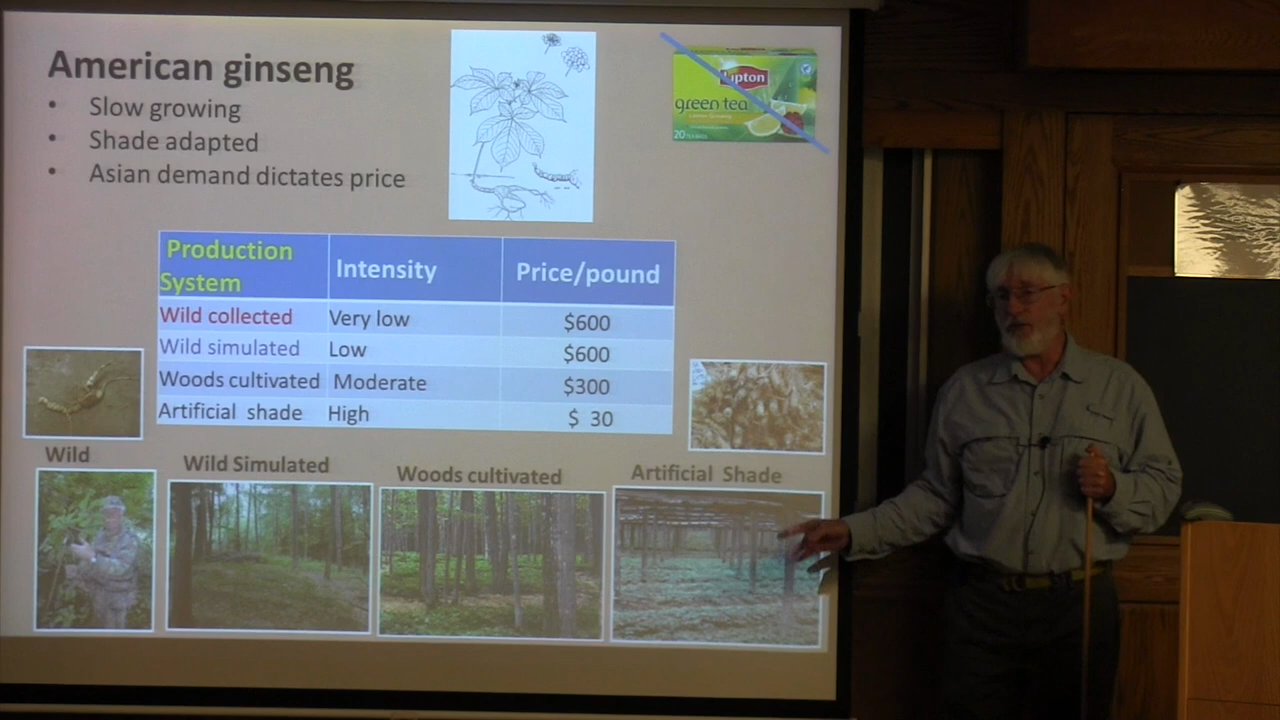 American ginseng
• Slow growing
• Shade adapted
• Asian demand dictates price
Lipton
green tea
20
Production System
Intensity
Price/pound
Wild collected
Very low
$600
Wild simulated
Low
$600
Woods cultivated
Moderate
$300
Artificial shade
High
$ 30
Wild
Wild Simulated
Woods cultivated
Artificial Shade